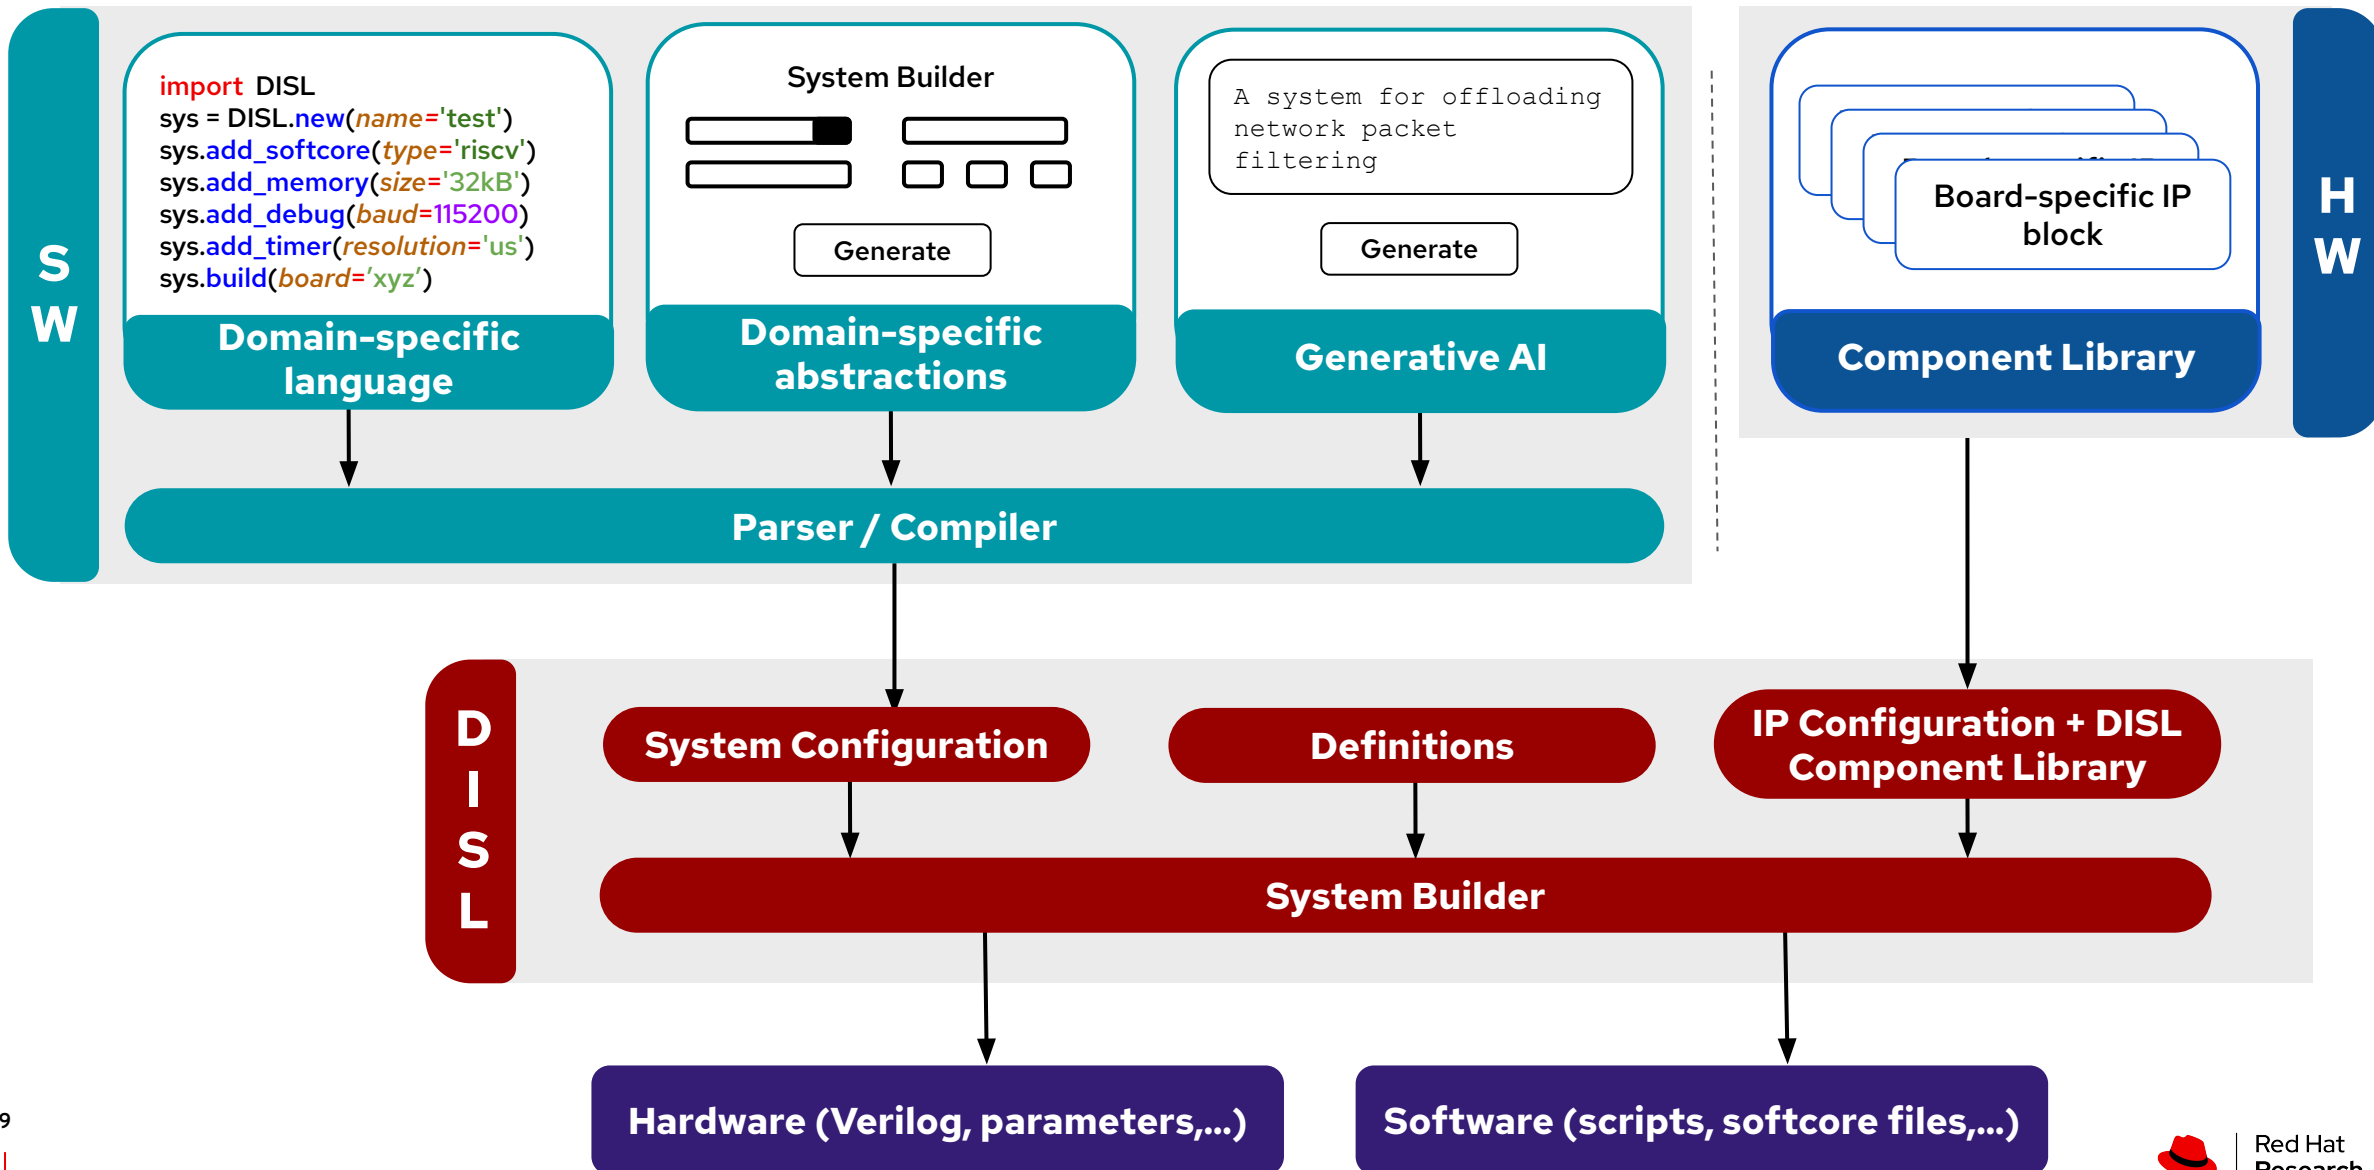 S
W
import DISL
sys = DISL.new(name='test')
sys.add_softcore(type='riscv')
sys.add_memory(size='32kB')
sys.add_debug(baud=115200)
sys.add_timer(resolution='us')
sys.build(board='xyz')
Domain-specific
language
System Builder
Generate
Domain-specific
abstractions
A system for offloading
network packet
filtering
Generate
Generative AI
Board-specific IP
block
Component Library
H
W
Parser / Compiler
D
I
S
L
System Configuration
Definitions
IP Configuration + DISL
Component Library
System Builder
Hardware (Verilog, parameters,...)
Software (scripts, softcore files,...)
9
Red Hat
Research